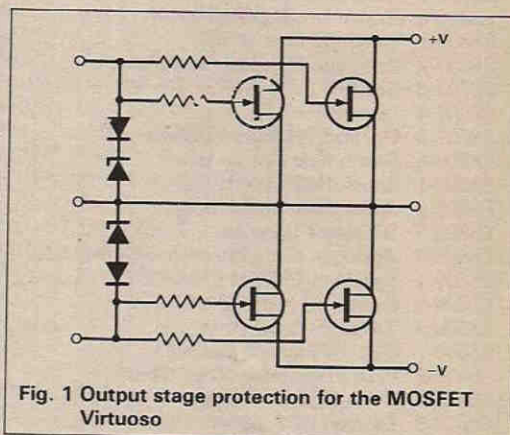 +V
−V
Fig. 1 Output stage protection for the MOSFET
Virtuoso